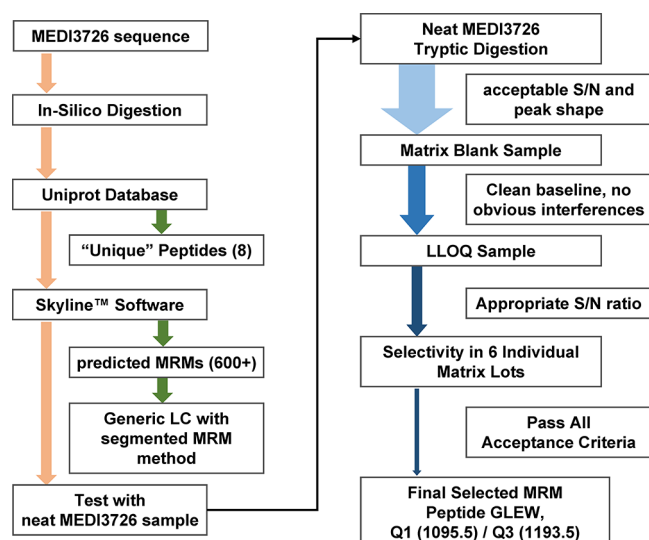 MEDI3726 sequence
In-Silico Digestion
Uniprot Database
“Unique” Peptides (8)
Skyline™ Software
predicted MRMs (600+)
Generic LC with
segmented MRM
method
Test with
neat MEDI3726 sample
Neat MEDI3726
Tryptic Digestion
acceptable S/N and
peak shape
Matrix Blank Sample
Clean baseline, no
obvious interferences
LLOQ Sample
Appropriate S/N ratio
Selectivity in 6 Individual
Matrix Lots
Pass All
Acceptance Criteria
Final Selected MRM
Peptide GLEW,
Q1 (1095.5) / Q3 (1193.5)